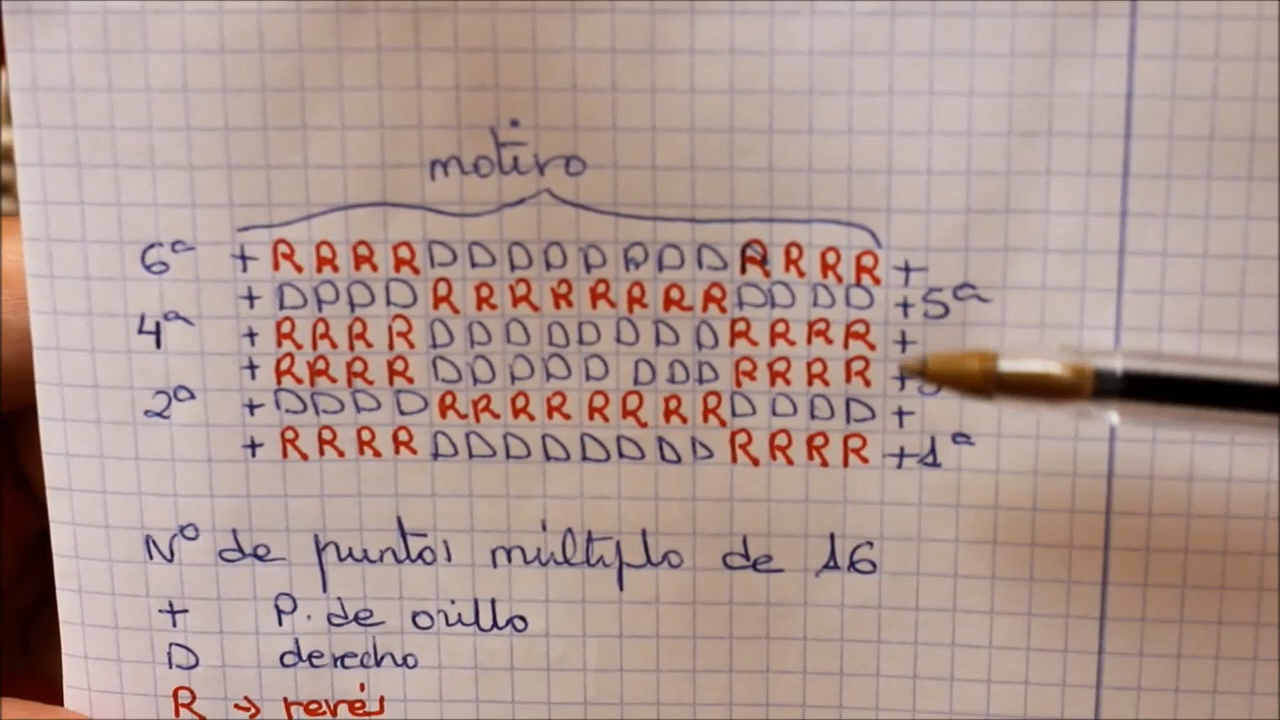 motivo
6ª + R R R R D D D D D D D D R R R R +
+ D D D D R R R R R R R R D D D D + 5ª
4ª + R R R R D D D D D D D D R R R R +
+ R R R R D D D D D D D D R R R R +
2ª + D D D D R R R R R R R R D D D D +
+ R R R R D D D D D D D D R R R R + 1ª
Nº de puntos múltiplo de 16
+ P. de orillo
D derecho
R → revés